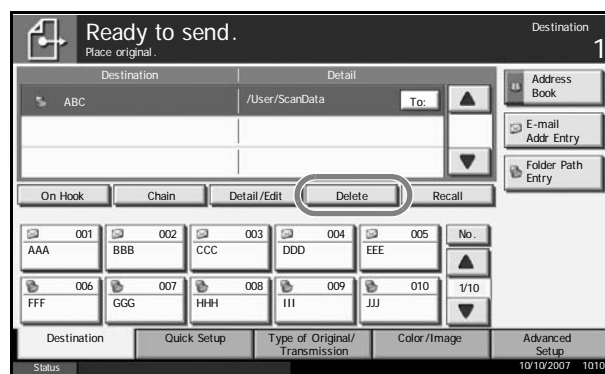 Ready to send.
Place original.
Destination
1
Destination Detail
ABC /User/ScanData To:
Address
Book
E-mail
Addr Entry
Folder Path
Entry
On Hook Chain Detail/Edit Delete Recall
001 002 003 004 005 No.
AAA BBB CCC DDD EEE
006 007 008 009 010 1/10
FFF GGG HHH III JJJ
Destination Quick Setup Type of Original/
Transmission Color/Image Advanced
Setup
Status 10/10/2007 1010